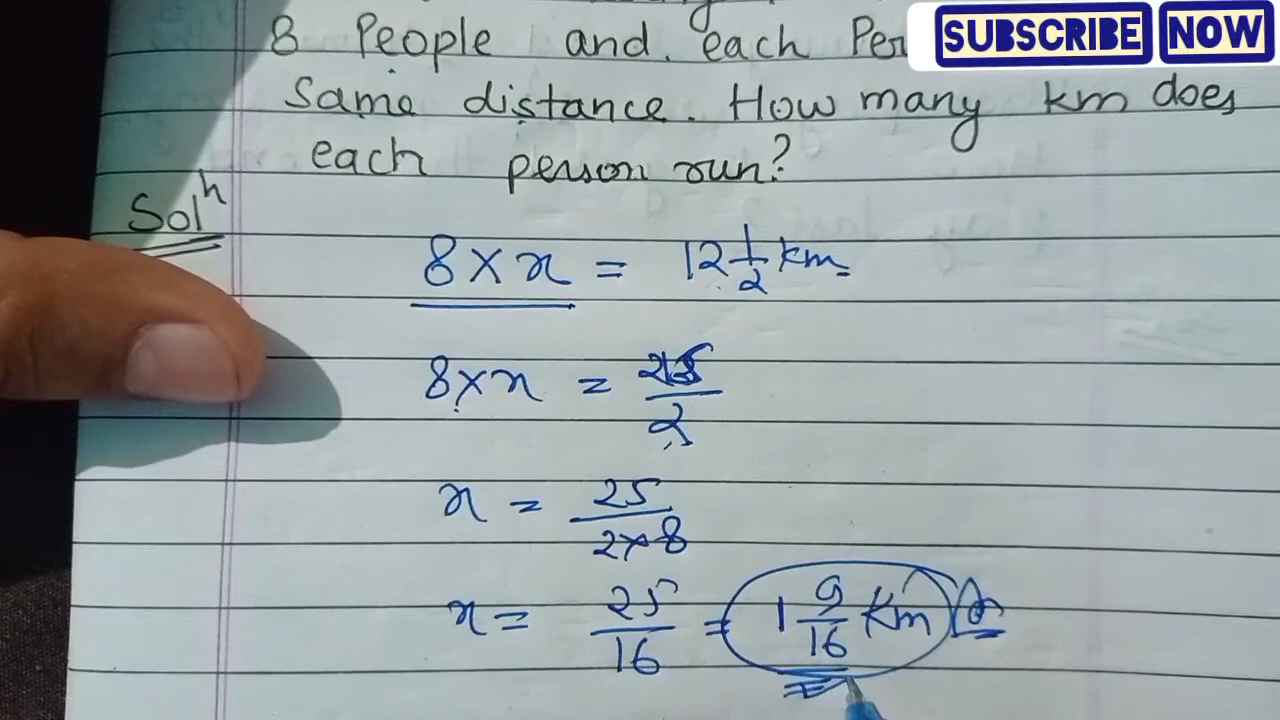 SUBSCRIBE NOW
8 People and each Per
Same distance. How many km does
each person run?
Solⁿ
8 × x = 12 1/2 km
8 × x = 25/2
x = 25/2×8
x = 25/16 = 1 9/16 km